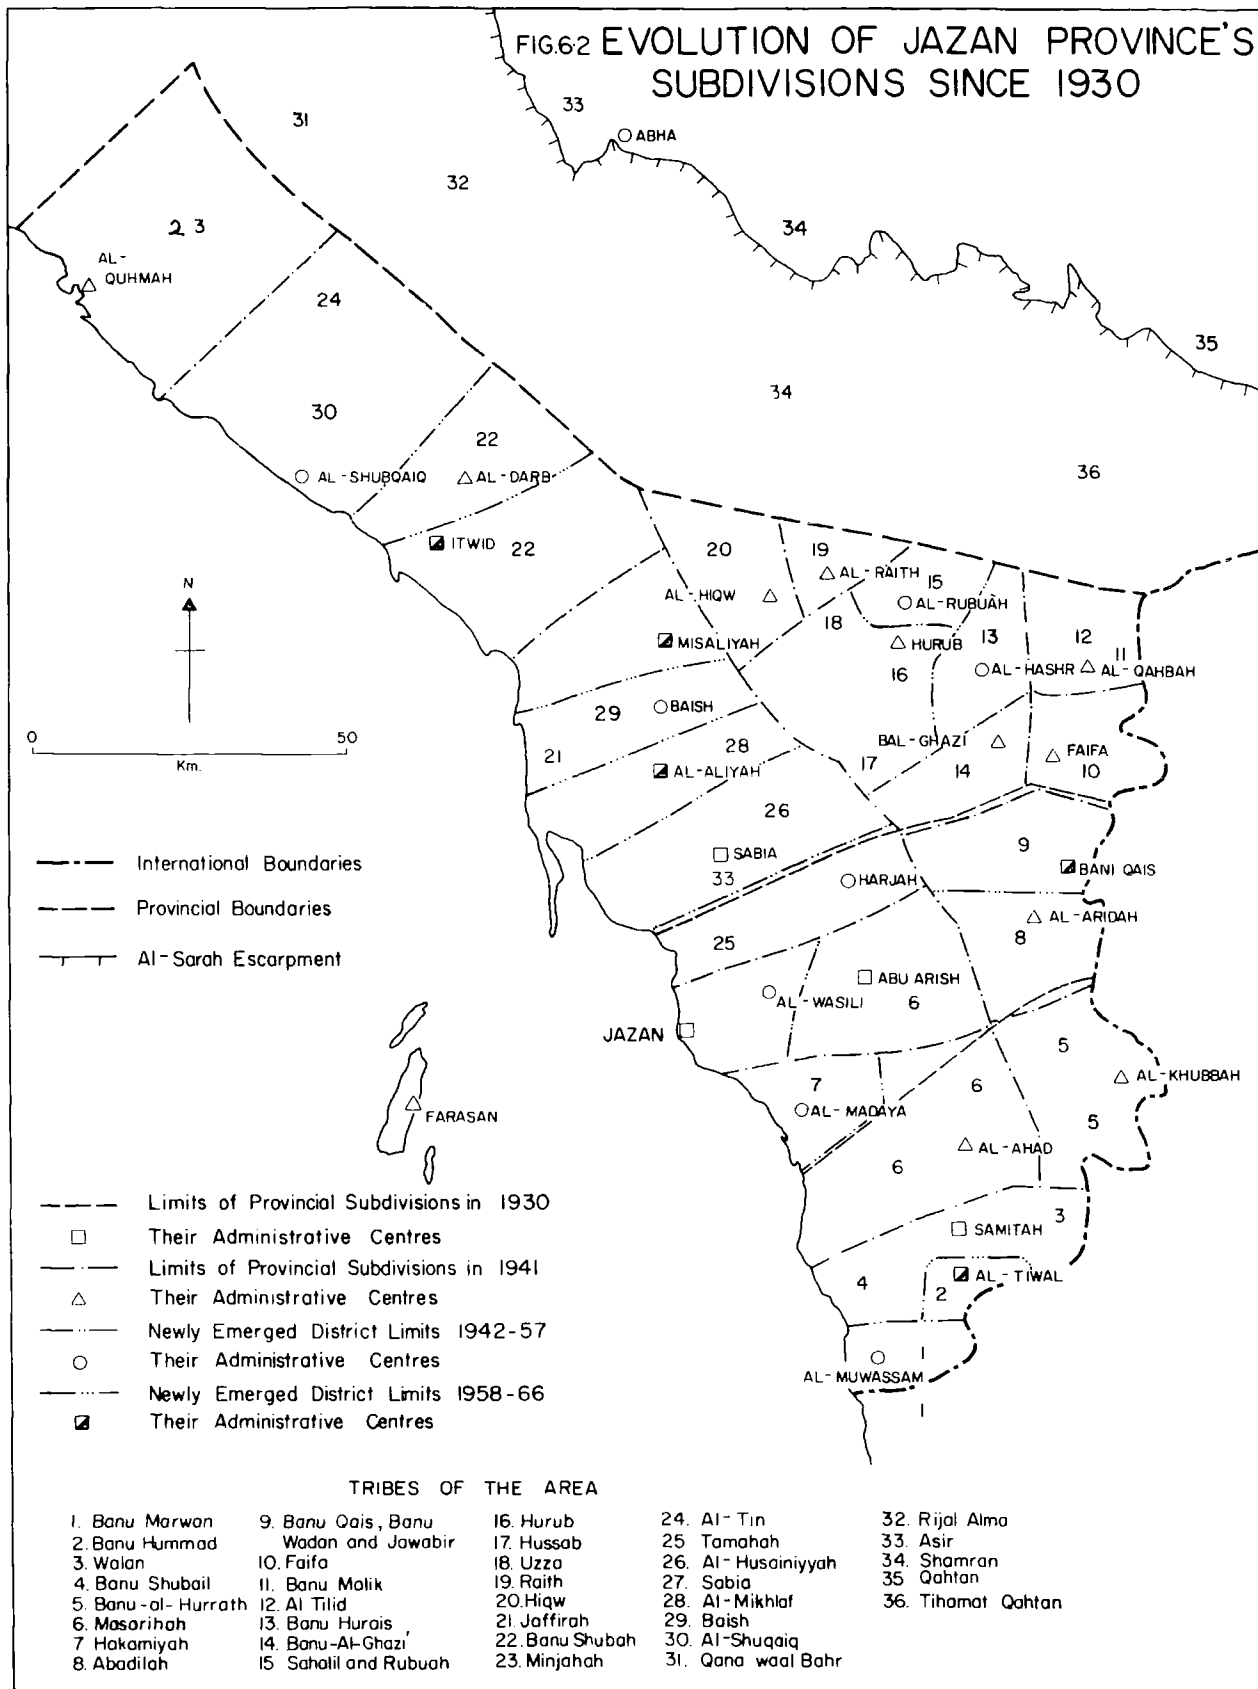 FIG.6·2 EVOLUTION OF JAZAN PROVINCE'S
SUBDIVISIONS SINCE 1930
33
ABHA
31
32
34
23
AL-
QUHMAH
24
35
34
30
22
36
AL-SHUBQAIQ
AL-DARB
ITWID
22
20
19
AL-RAITH
15
N
AL-HIQW
AL-RUBUAH
18
13
12
MISALIYAH
HURUB
11
16
AL-HASHR
AL-QAHBAH
29
BAISH
0
50
Km.
21
28
BAL-GHAZI
FAIFA
AL-ALIYAH
17
14
10
26
International Boundaries
SABIA
9
33
HARJAH
BANI QAIS
Provincial Boundaries
AL-ARIDAH
25
8
Al-Sarah Escarpment
ABU ARISH
AL-WASILI
6
JAZAN
5
7
6
AL-KHUBBAH
FARASAN
AL-MADAYA
5
AL-AHAD
6
Limits of Provincial Subdivisions in 1930
3
Their Administrative Centres
SAMITAH
Limits of Provincial Subdivisions in 1941
AL-TIWAL
4
2
Their Administrative Centres
Newly Emerged District Limits 1942-57
1
Their Administrative Centres
AL-MUWASSAM
Newly Emerged District Limits 1958-66
1
Their Administrative Centres
TRIBES OF THE AREA
1. Banu Marwan
2. Banu Hummad
3. Walan
4. Banu Shubail
5. Banu-al-Hurrath
6. Masarihah
7 Hakamiyah
8. Abadilah
9. Banu Qais, Banu
Wadan and Jawabir
10. Faifa
11. Banu Malik
12. Al Tilid
13. Banu Hurais
14. Banu-Al-Ghazi
15 Sahalil and Rubuah
16. Hurub
17. Hussab
18. Uzza
19. Raith
20. Hiqw
21. Jaffirah
22. Banu Shubah
23. Minjahah
24. Al-Tin
25 Tamahah
26. Al-Husainiyyah
27. Sabia
28. Al-Mikhlaf
29. Baish
30. Al-Shuqaiq
31. Qana waal Bahr
32. Rijal Alma
33. Asir
34. Shamran
35 Qahtan
36. Tihamat Qahtan